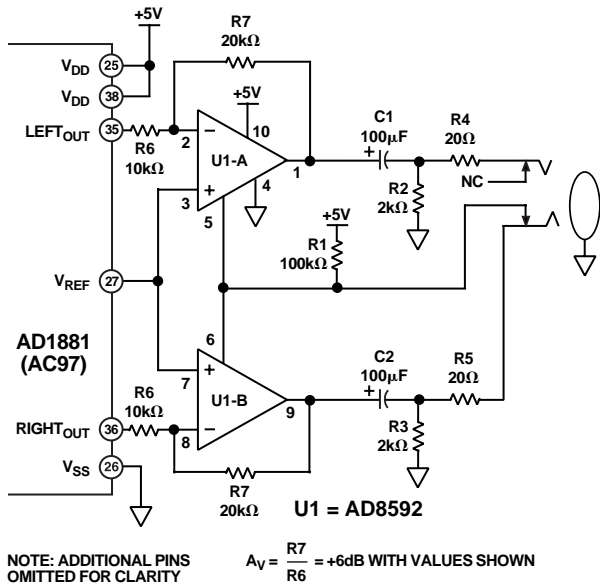 +5V
R7
20kΩ
VDD 25
VDD 38
LEFTOUT 35
R6
10kΩ
+5V
10
2
−
U1-A
+
3
4
5
1
C1
+ 100µF
R4
20Ω
NC
R2
2kΩ
+5V
R1
100kΩ
VREF 27
AD1881
(AC97)
6
7
+
U1-B
−
8
9
C2
100µF
R5
20Ω
R3
2kΩ
R6
10kΩ
RIGHTOUT 36
VSS 26
R7
20kΩ
U1 = AD8592
NOTE: ADDITIONAL PINS
OMITTED FOR CLARITY
AV = R7/R6 = +6dB WITH VALUES SHOWN